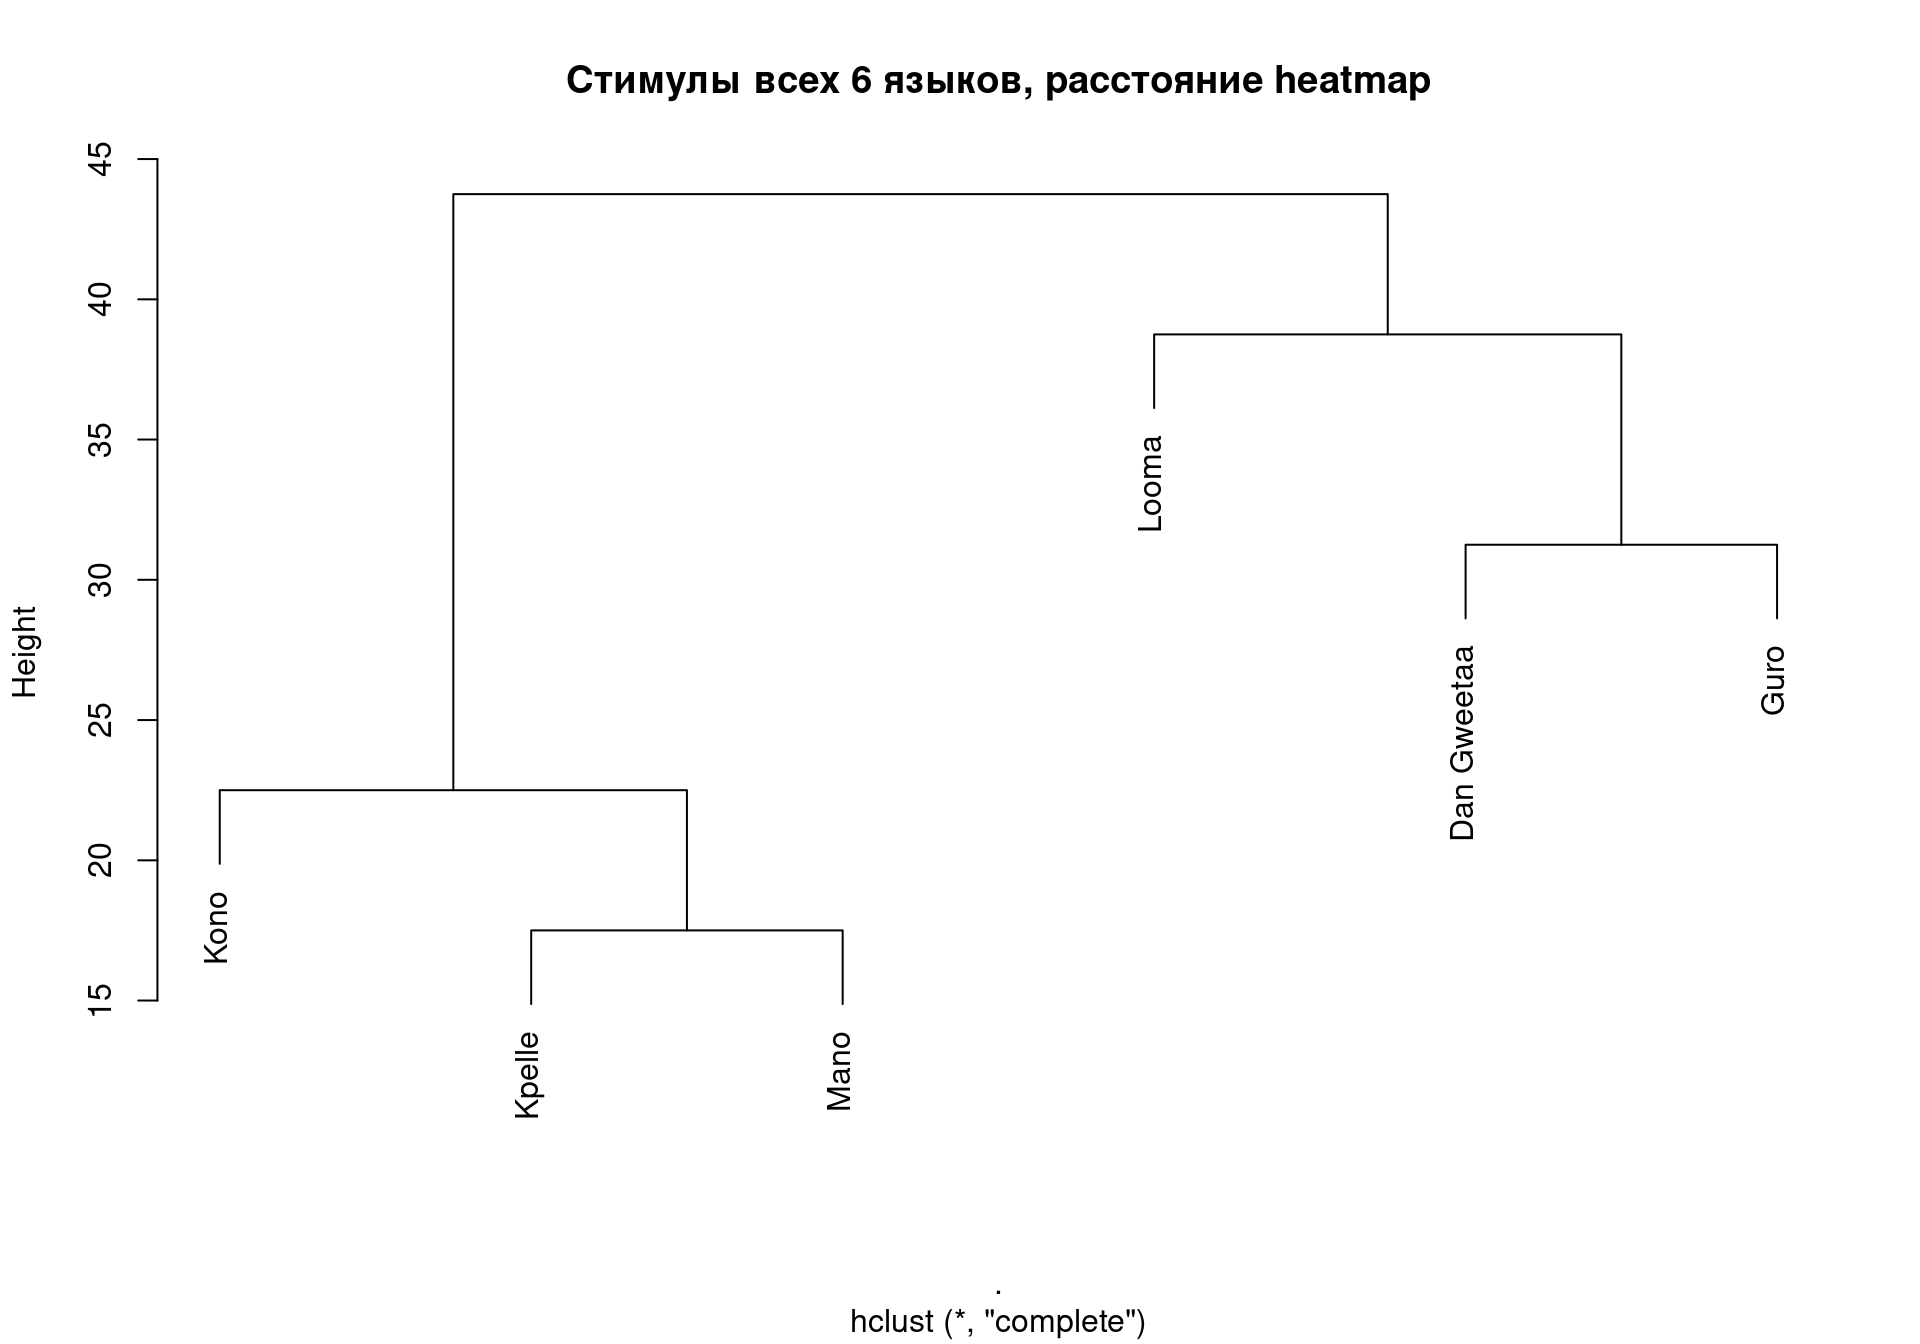 Стимулы всех 6 языков, расстояние heatmap
Height
45
40
35
30
25
20
15
Looma
Dan Gweetaa
Guro
Kono
Kpelle
Mano
.
hclust (*, "complete")